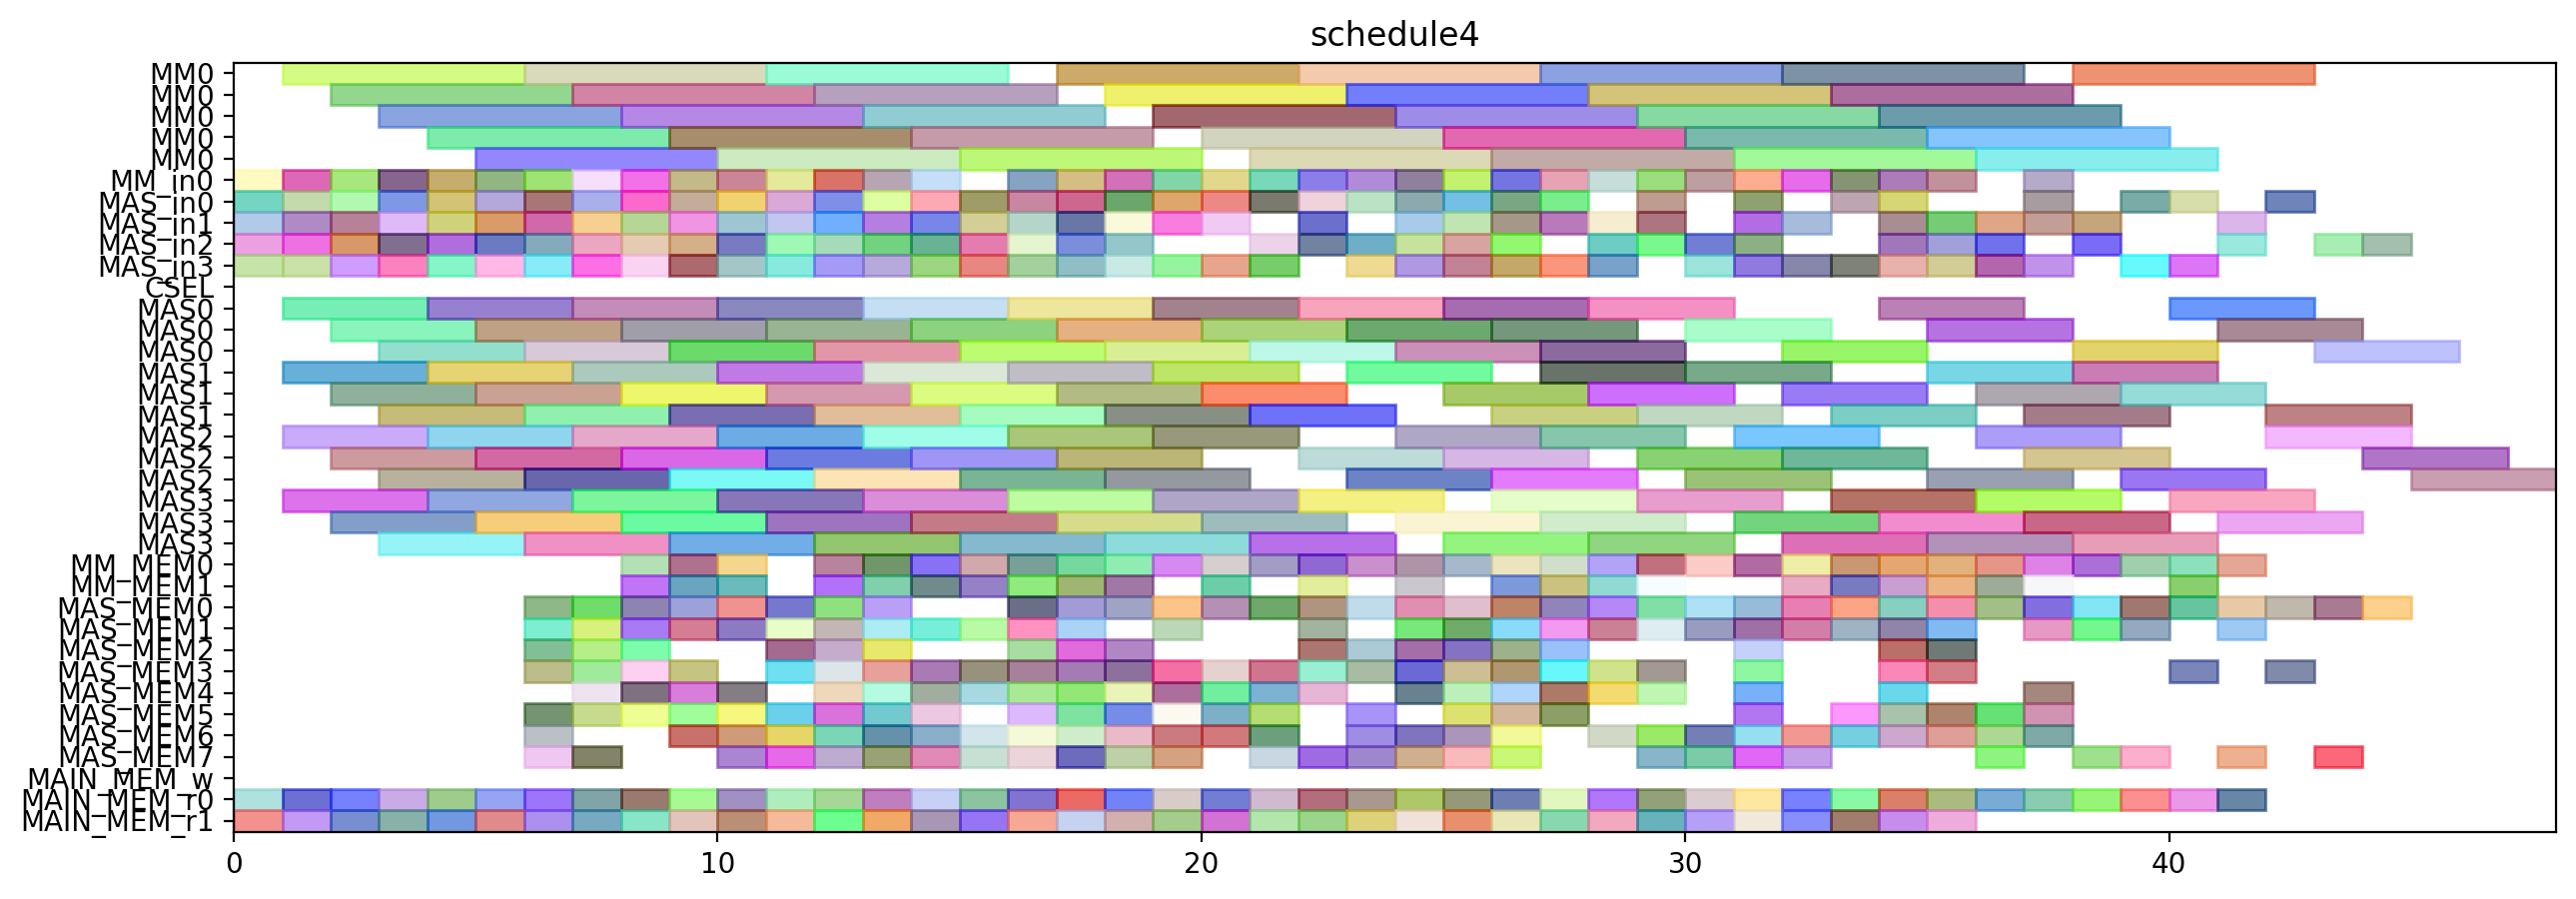 schedule4
MM0
MM0
MM0
MM0
MM0
MM_in0
MAS_in0
MAS_in1
MAS_in2
MAS_in3
CSEL
MAS0
MAS0
MAS0
MAS1
MAS1
MAS1
MAS2
MAS2
MAS2
MAS3
MAS3
MAS3
MM_MEM0
MM_MEM1
MAS_MEM0
MAS_MEM1
MAS_MEM2
MAS_MEM3
MAS_MEM4
MAS_MEM5
MAS_MEM6
MAS_MEM7
MAIN_MEM_w
MAIN_MEM_r0
MAIN_MEM_r1
0 10 20 30 40